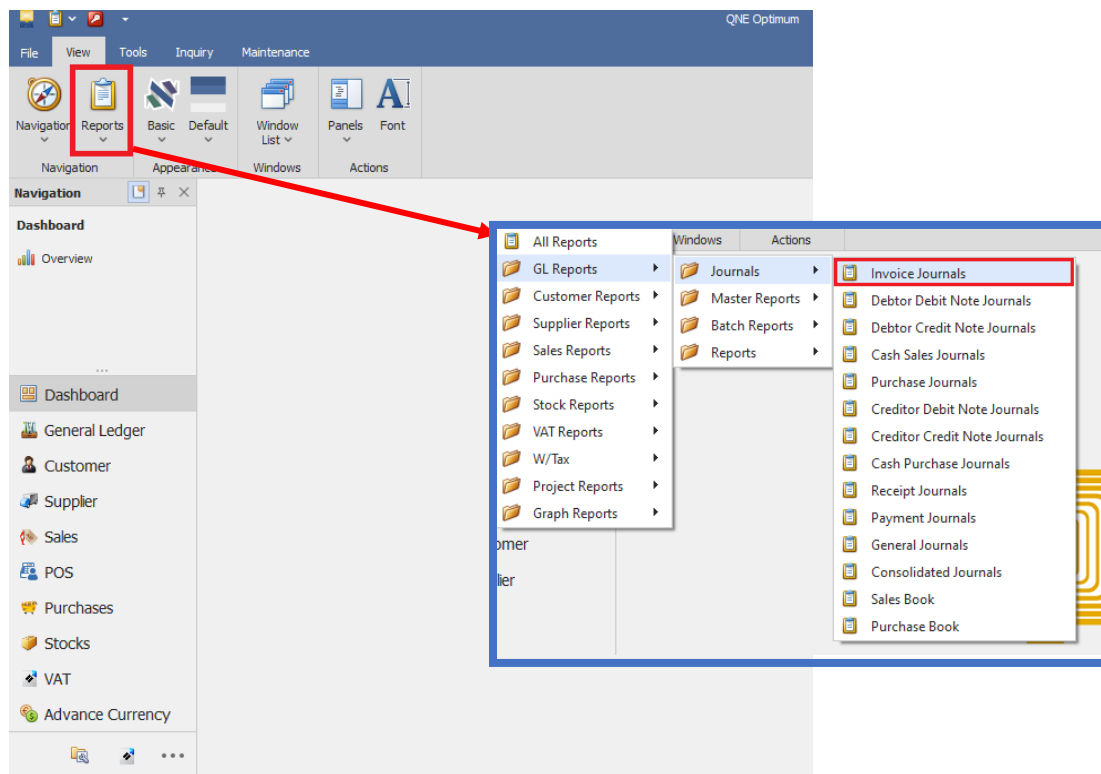 QNE Optimum
File View Tools Inquiry Maintenance
Navigation Reports Basic Default Window List Panels Font
Navigation Windows Actions
Navigation
Dashboard
Overview
Dashboard
General Ledger
Customer
Supplier
Sales
POS
Purchases
Stocks
VAT
Advance Currency
Windows Actions
All Reports
GL Reports
Customer Reports
Supplier Reports
Sales Reports
Purchase Reports
Stock Reports
VAT Reports
W/Tax
Project Reports
Graph Reports
omer
lier
Journals
Master Reports
Batch Reports
Reports
Invoice Journals
Debtor Debit Note Journals
Debtor Credit Note Journals
Cash Sales Journals
Purchase Journals
Creditor Debit Note Journals
Creditor Credit Note Journals
Cash Purchase Journals
Receipt Journals
Payment Journals
General Journals
Consolidated Journals
Sales Book
Purchase Book